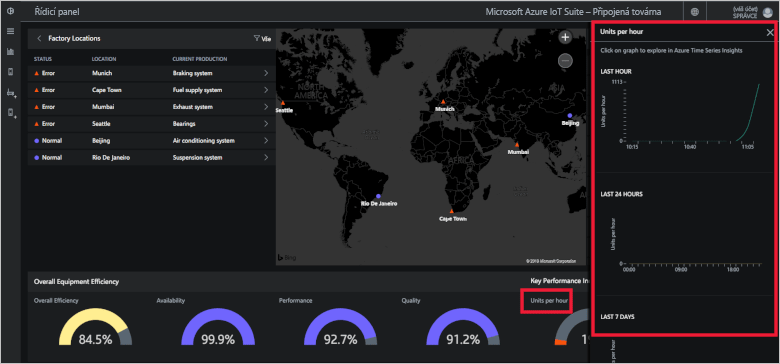 Řídicí panel
Microsoft Azure IoT Suite – Připojená továrna
(váš účet)
SPRÁVCE
Factory Locations
Vše
STATUS LOCATION CURRENT PRODUCTION
Error Munich Braking system
Error Cape Town Fuel supply system
Error Mumbai Exhaust system
Error Seattle Bearings
Normal Beijing Air conditioning system
Normal Rio De Janeiro Suspension system
NORTH
AMERICA
ASIA
AFRICA
Seattle
Munich
Beijing
Mumbai
Rio De Janeiro
Cape Town
Bing
© 2018 Microsoft Corporation
Units per hour
Click on graph to explore in Azure Time Series Insights
LAST HOUR
Units per hour
1113
0
10:15 10:40 11:05
LAST 24 HOURS
Units per hour
0
00:00 09:00 18:00
LAST 7 DAYS
Overall Equipment Efficiency
Overall Efficiency
84.5%
Availability
99.9%
Performance
92.7%
Quality
91.2%
Key Performance In
Units per hour